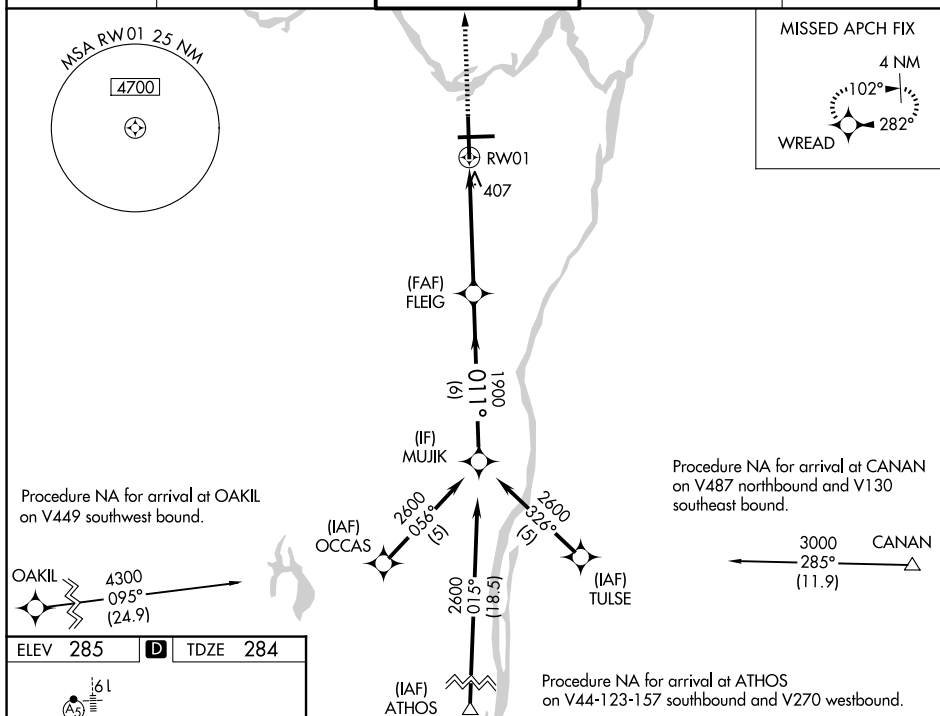 MSA RW01 25 NM
4700
MISSED APCH FIX
4 NM
102°
282°
WREAD
RW01
407
(FAF)
FLEIG
1900
011°
(6)
(IF)
MUJIK
Procedure NA for arrival at OAKIL
on V449 southwest bound.
Procedure NA for arrival at CANAN
on V487 northbound and V130
southeast bound.
2600
056°
(5)
2600
326°
(5)
(IAF)
OCCAS
(IAF)
TULSE
3000
285°
(11.9)
CANAN
OAKIL
4300
095°
(24.9)
2600
015°
(18.5)
ELEV 285
D
TDZE 284
19
A5
(IAF)
ATHOS
Procedure NA for arrival at ATHOS
on V44-123-157 southbound and V270 westbound.